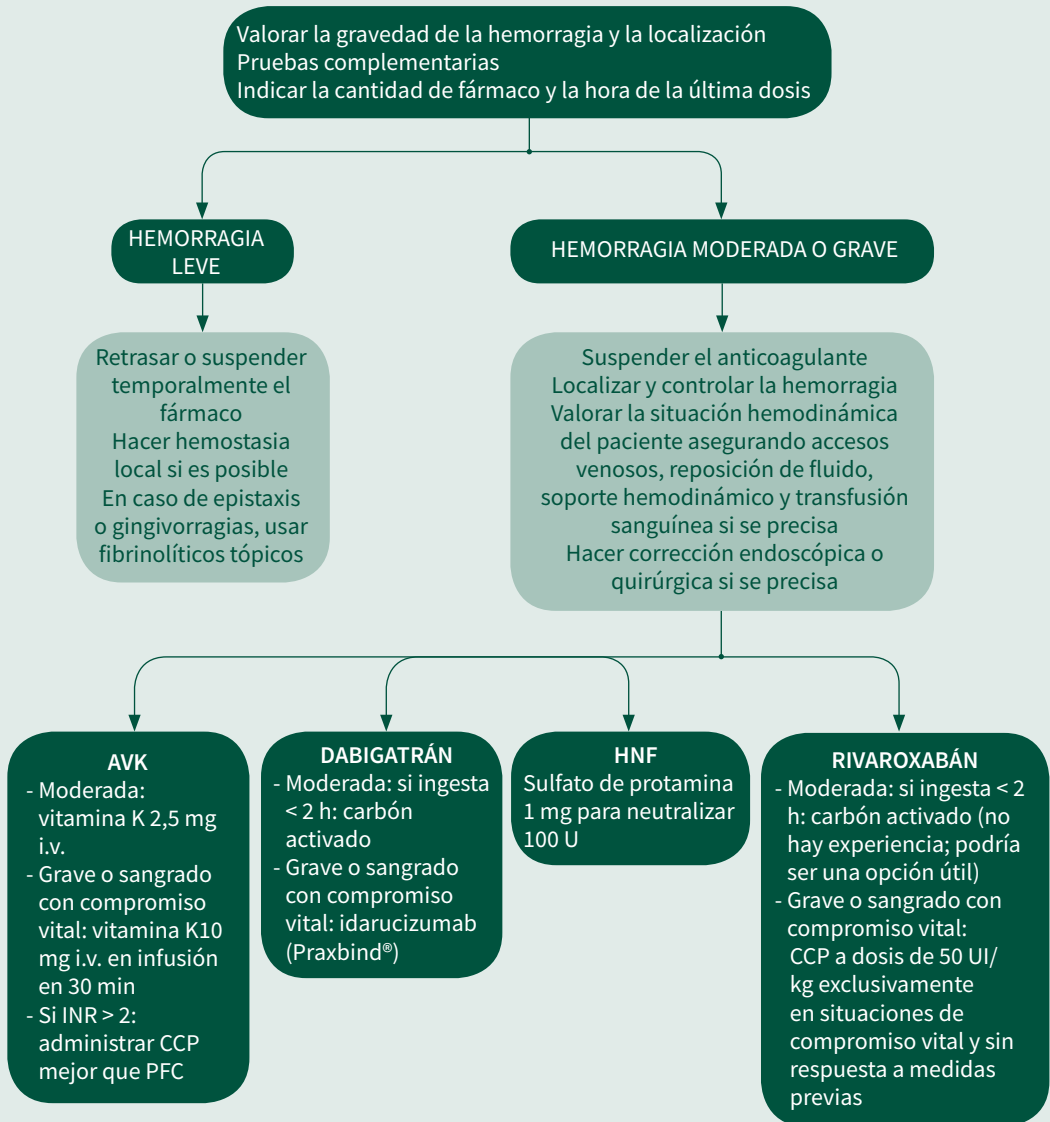 Valorar la gravedad de la hemorragia y la localización
Pruebas complementarias
Indicar la cantidad de fármaco y la hora de la última dosis
HEMORRAGIA
LEVE
HEMORRAGIA MODERADA O GRAVE
Retrasar o suspender
temporalmente el
fármaco
Hacer hemostasia
local si es posible
En caso de epistaxis
o gingivorragias, usar
fibrinolíticos tópicos
Suspender el anticoagulante
Localizar y controlar la hemorragia
Valorar la situación hemodinámica
del paciente asegurando accesos
venosos, reposición de fluido,
soporte hemodinámico y transfusión
sanguínea si se precisa
Hacer corrección endoscópica o
quirúrgica si se precisa
AVK
- Moderada:
vitamina K 2,5 mg
i.v.
- Grave o sangrado
con compromiso
vital: vitamina K10
mg i.v. en infusión
en 30 min
- Si INR > 2:
administrar CCP
mejor que PFC
DABIGATRÁN
- Moderada: si ingesta
< 2 h: carbón
activado
- Grave o sangrado
con compromiso
vital: idarucizumab
(Praxbind®)
HNF
Sulfato de protamina
1 mg para neutralizar
100 U
RIVAROXABÁN
- Moderada: si ingesta < 2
h: carbón activado (no
hay experiencia; podría
ser una opción útil)
- Grave o sangrado con
compromiso vital:
CCP a dosis de 50 UI/
kg exclusivamente
en situaciones de
compromiso vital y sin
respuesta a medidas
previas